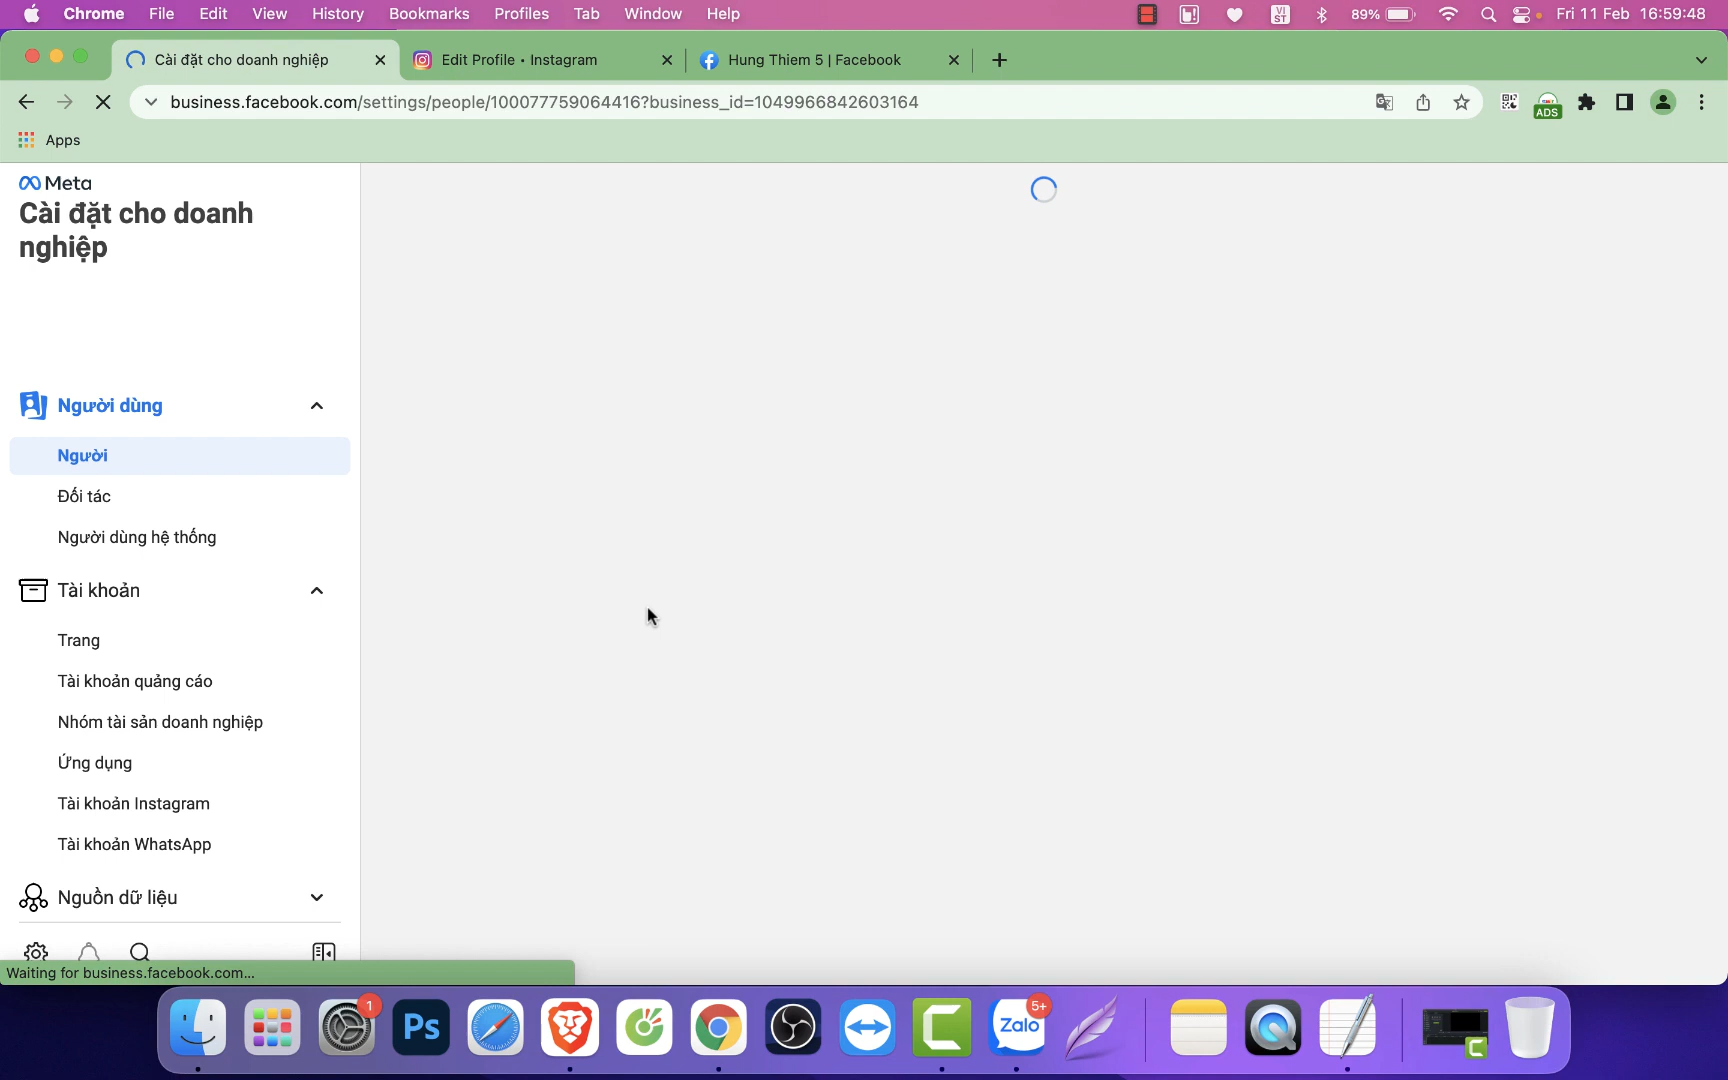 Chrome File Edit View History Bookmarks Profiles Tab Window Help VI ST 89% Fri 11 Feb 16:59:48
Cài đặt cho doanh nghiệp Edit Profile • Instagram Hung Thiem 5 | Facebook
business.facebook.com/settings/people/100077759064416?business_id=1049966842603164 ADS
Apps
Meta
Cài đặt cho doanh
nghiệp
Người dùng
Người
Đối tác
Người dùng hệ thống
Tài khoản
Trang
Tài khoản quảng cáo
Nhóm tài sản doanh nghiệp
Ứng dụng
Tài khoản Instagram
Tài khoản WhatsApp
Nguồn dữ liệu
Waiting for business.facebook.com...
1 Ps Zalo 5+